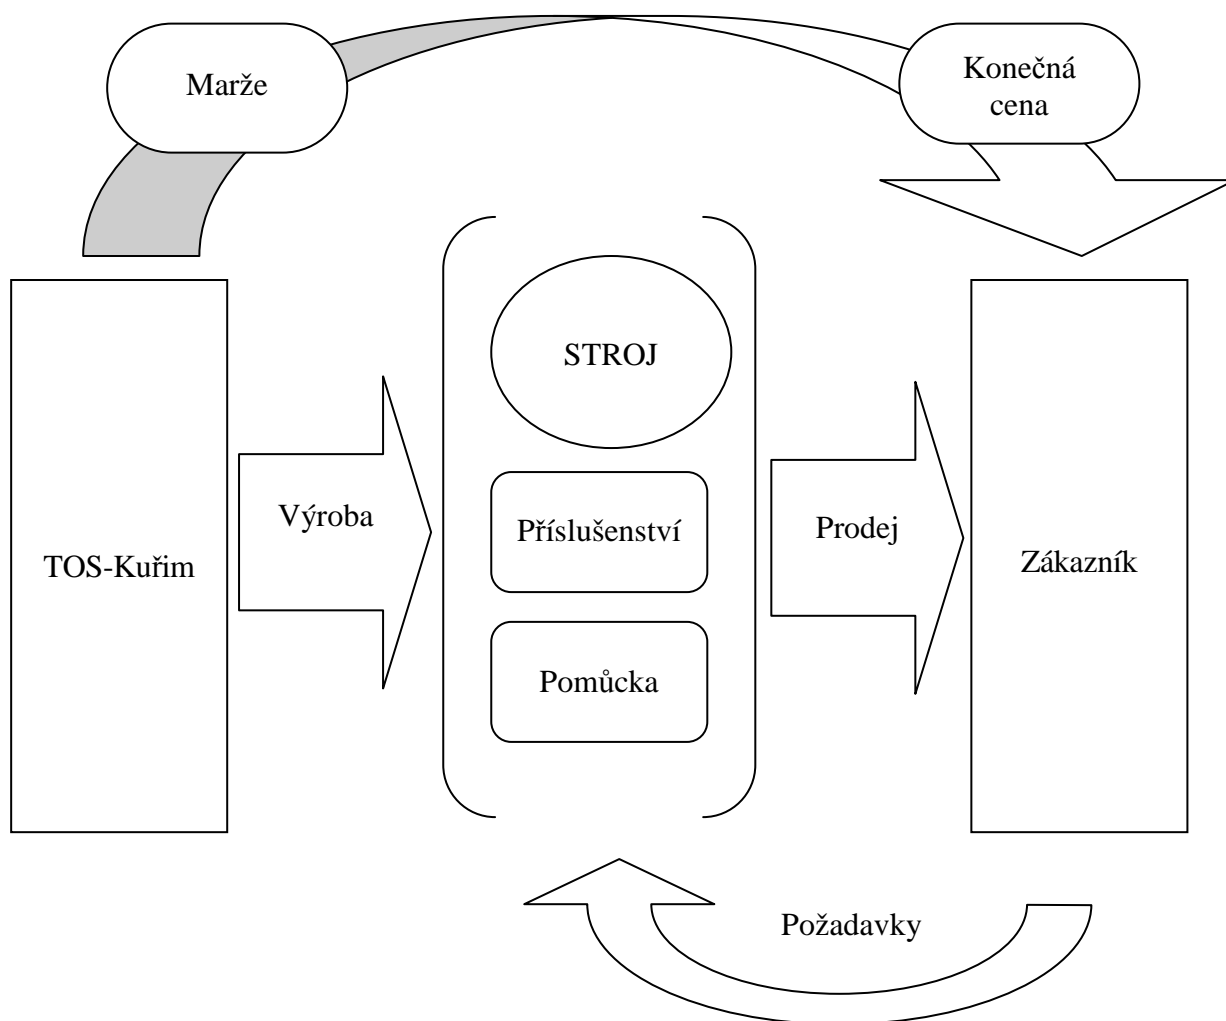 Marže
Konečná
cena
STROJ
Výroba
Příslušenství
Prodej
TOS-Kuřim
Zákazník
Pomůcka
Požadavky